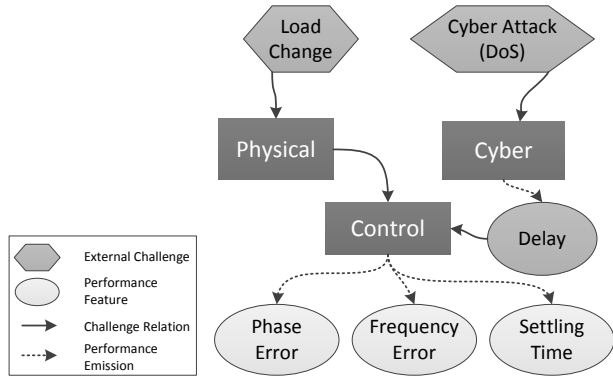 Load
Change
Cyber Attack
(DoS)
Physical
Cyber
Control
Delay
Phase
Error
Frequency
Error
Settling
Time
External Challenge
Performance
Feature
Challenge Relation
Performance
Emission